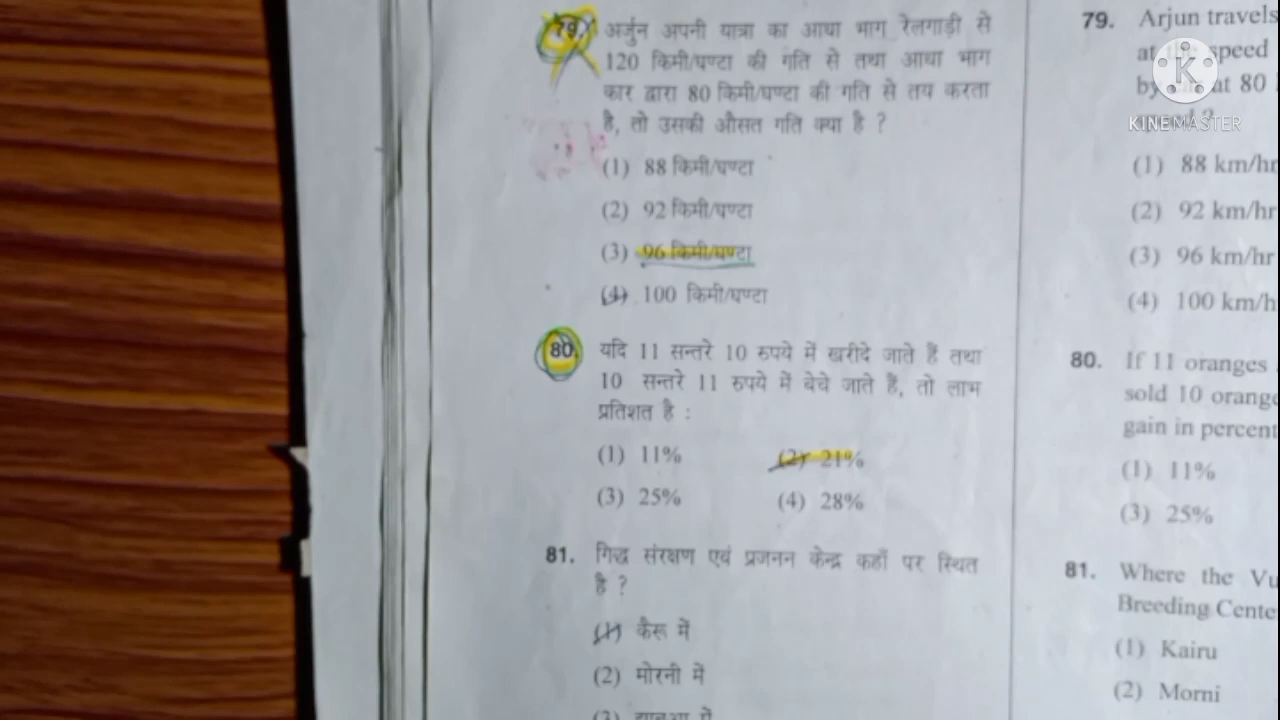 79. अर्जुन अपनी यात्रा का आधा भाग रेलगाड़ी से
120 किमी/घण्टा की गति से तथा आधा भाग
कार द्वारा 80 किमी/घण्टा की गति से तय करता
है, तो उसकी औसत गति क्या है ?
(1) 88 किमी/घण्टा
(2) 92 किमी/घण्टा
(3) 96 किमी/घण्टा
(4) 100 किमी/घण्टा
80. यदि 11 सन्तरे 10 रुपये में खरीदे जाते हैं तथा
10 सन्तरे 11 रुपये में बेचे जाते हैं, तो लाभ
प्रतिशत है :
(1) 11% (2) 21%
(3) 25% (4) 28%
81. गिद्ध संरक्षण एवं प्रजनन केन्द्र कहाँ पर स्थित
है ?
(1) कैरू में
(2) मोरनी में
(3)
79. Arjun travels
at speed
by at 80
K
KINEMASTER
(1) 88 km/hr
(2) 92 km/hr
(3) 96 km/hr
(4) 100 km/h
80. If 11 oranges
sold 10 orang
gain in percent
(1) 11%
(3) 25%
81. Where the Vu
Breeding Cente
(1) Kairu
(2) Morni